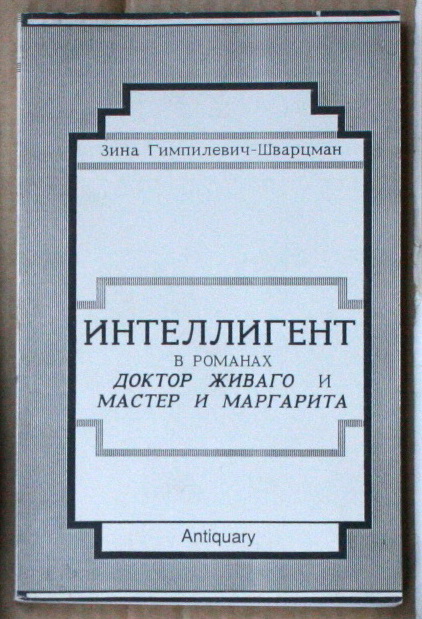 Зина Гимпилевич-Шварцман
ИНТЕЛЛИГЕНТ
В РОМАНАХ
ДОКТОР ЖИВАГО И
МАСТЕР И МАРГАРИТА
Antiquary